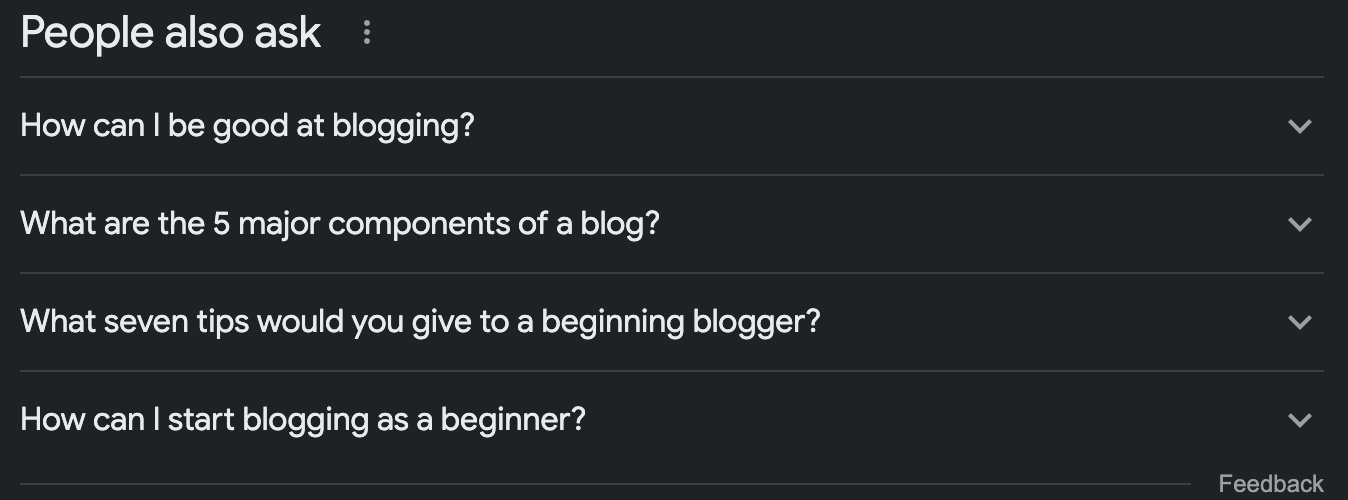 People also ask
How can I be good at blogging?
What are the 5 major components of a blog?
What seven tips would you give to a beginning blogger?
How can I start blogging as a beginner?
Feedback